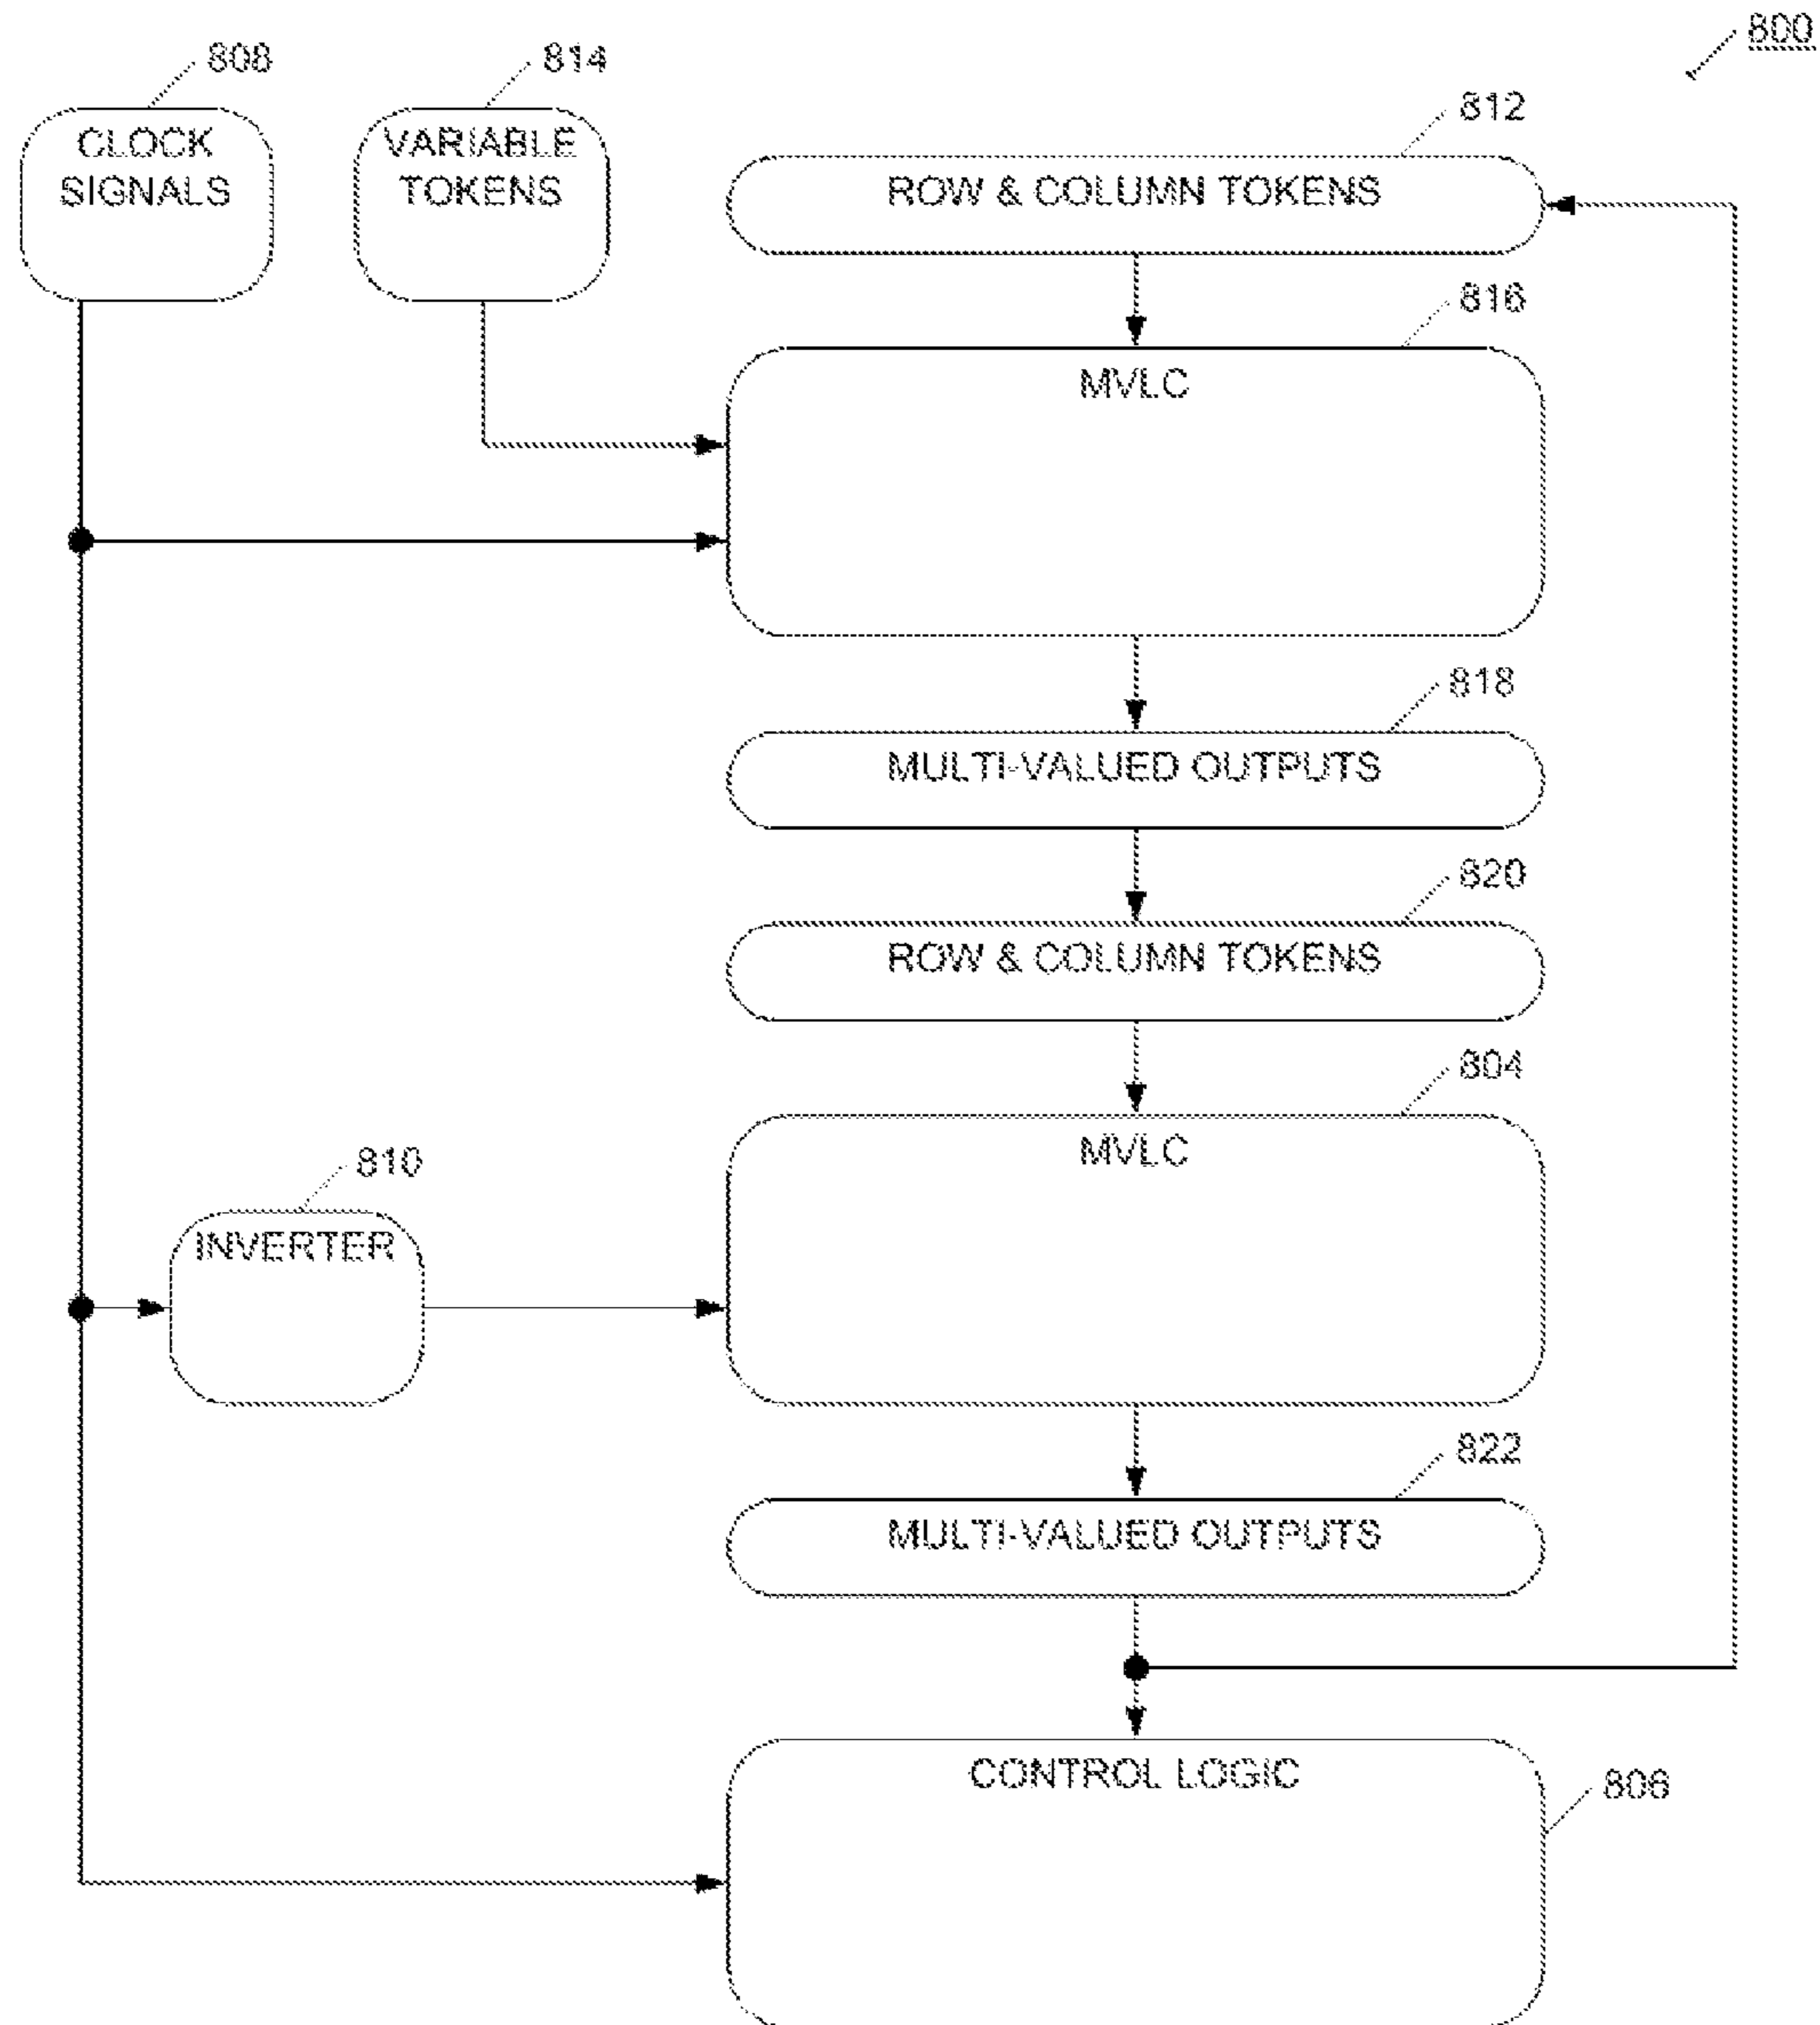 800
808
CLOCK
SIGNALS
814
VARIABLE
TOKENS
812
ROW & COLUMN TOKENS
816
MVLC
818
MULTI-VALUED OUTPUTS
820
ROW & COLUMN TOKENS
804
MVLC
810
INVERTER
822
MULTI-VALUED OUTPUTS
CONTROL LOGIC
806